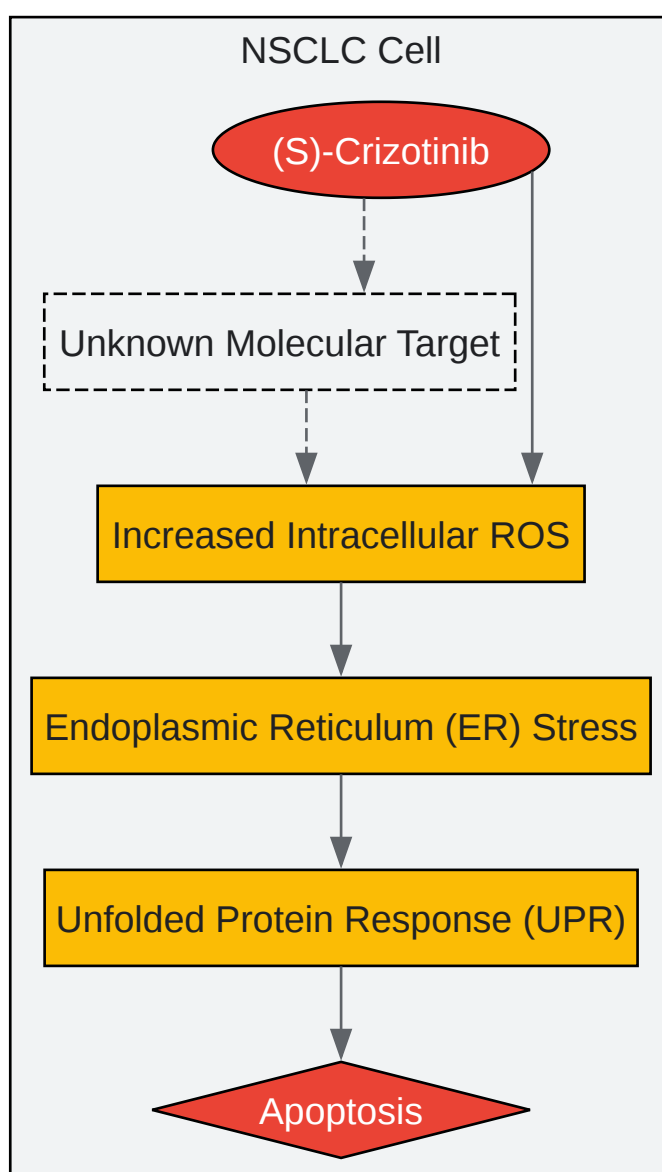 NSCLC Cell
(S)-Crizotinib
Unknown Molecular Target
Increased Intracellular ROS
Endoplasmic Reticulum (ER) Stress
Unfolded Protein Response (UPR)
Apoptosis